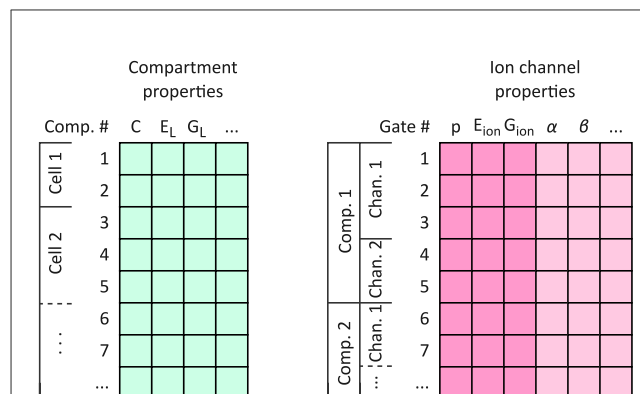 Compartment
properties
Comp. # C E_L G_L ...
Cell 1
Cell 2
...
1
2
3
4
5
6
7
...
Ion channel
properties
Gate # p E_ion G_ion α β ...
Comp. 1
Comp. 2
Chan. 1
Chan. 2
Chan. 1
...
1
2
3
4
5
6
7
...